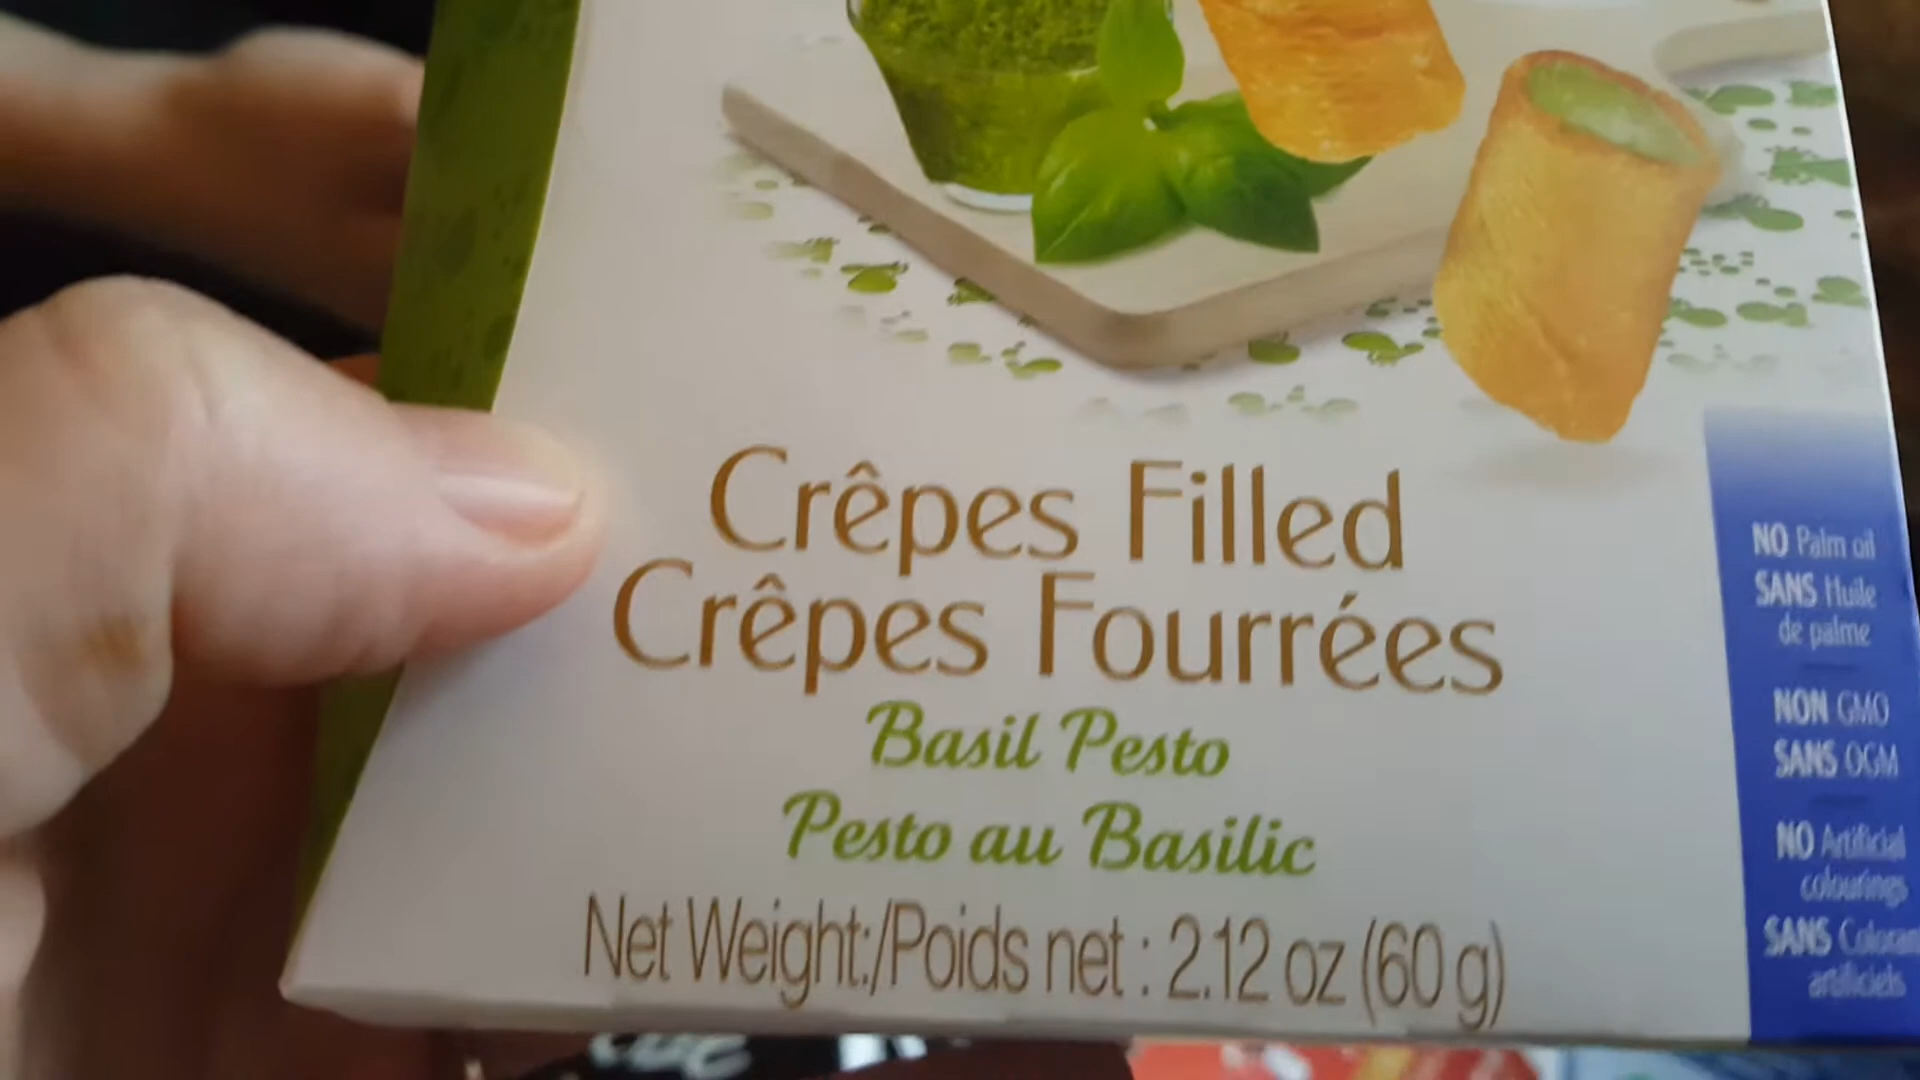 Crêpes Filled
Crêpes Fourrées
Basil Pesto
Pesto au Basilic
Net Weight:/Poids net : 2.12 oz (60 g)
NO Palm oil
SANS Huile
de palme
NON GMO
SANS OGM
NO Artificial
colourings
SANS Coloran
artificiels